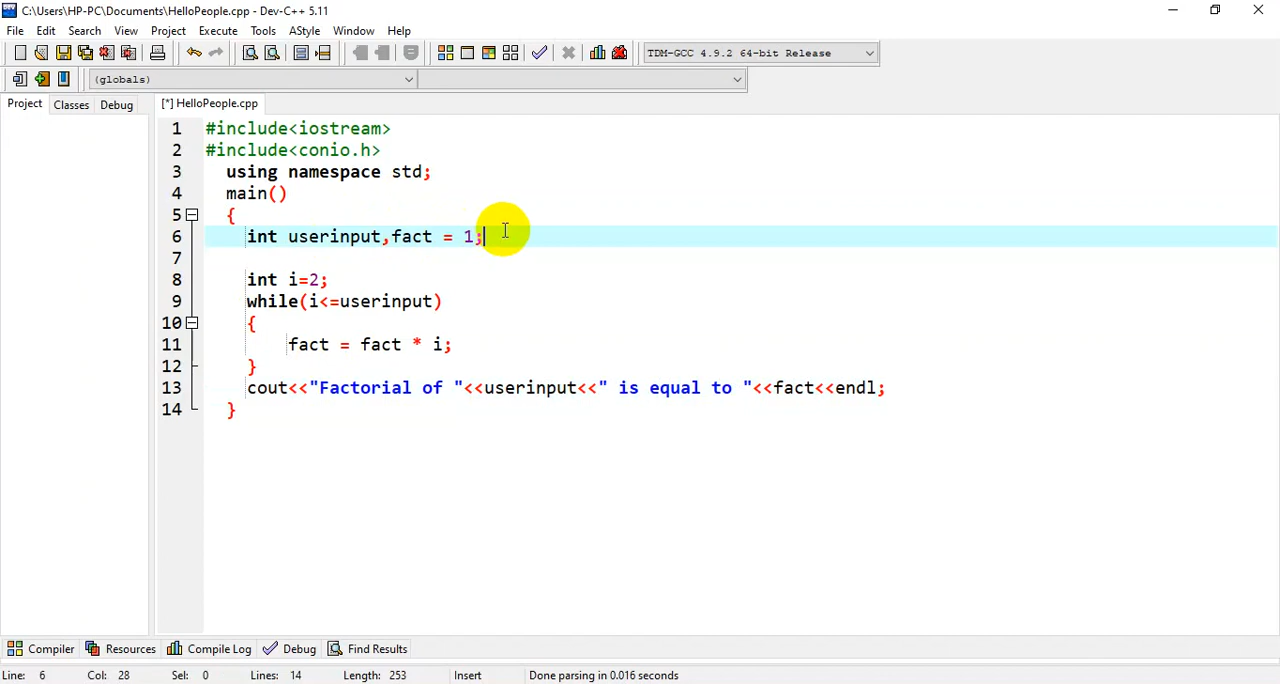 C:\Users\HP-PC\Documents\HelloPeople.cpp - Dev-C++ 5.11
File Edit Search View Project Execute Tools AStyle Window Help
TDM-GCC 4.9.2 64-bit Release
(globals)
Project Classes Debug [*] HelloPeople.cpp
1 #include<iostream>
2 #include<conio.h>
3 using namespace std;
4 main()
5 {
6 int userinput,fact = 1;
7
8 int i=2;
9 while(i<=userinput)
10 {
11 fact = fact * i;
12 }
13 cout<<"Factorial of "<<userinput<<" is equal to "<<fact<<endl;
14 }
Compiler Resources Compile Log Debug Find Results
Line: 6 Col: 28 Sel: 0 Lines: 14 Length: 253 Insert Done parsing in 0.016 seconds